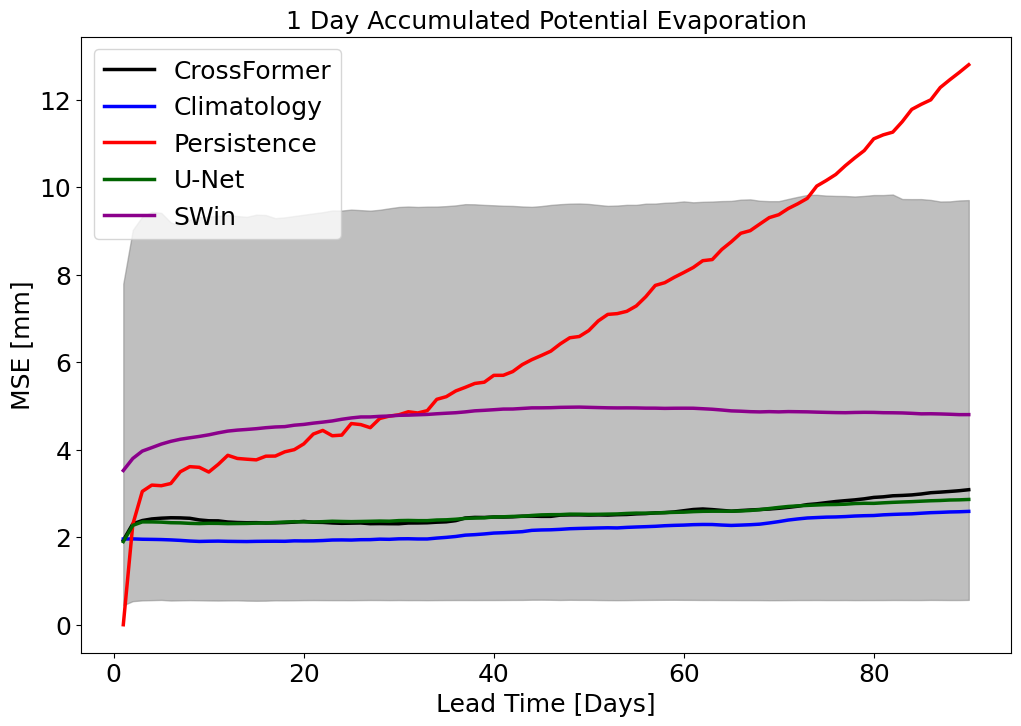 1 Day Accumulated Potential Evaporation
CrossFormer
Climatology
Persistence
U-Net
SWin
MSE [mm]
12
10
8
6
4
2
0
0 20 40 60 80
Lead Time [Days]